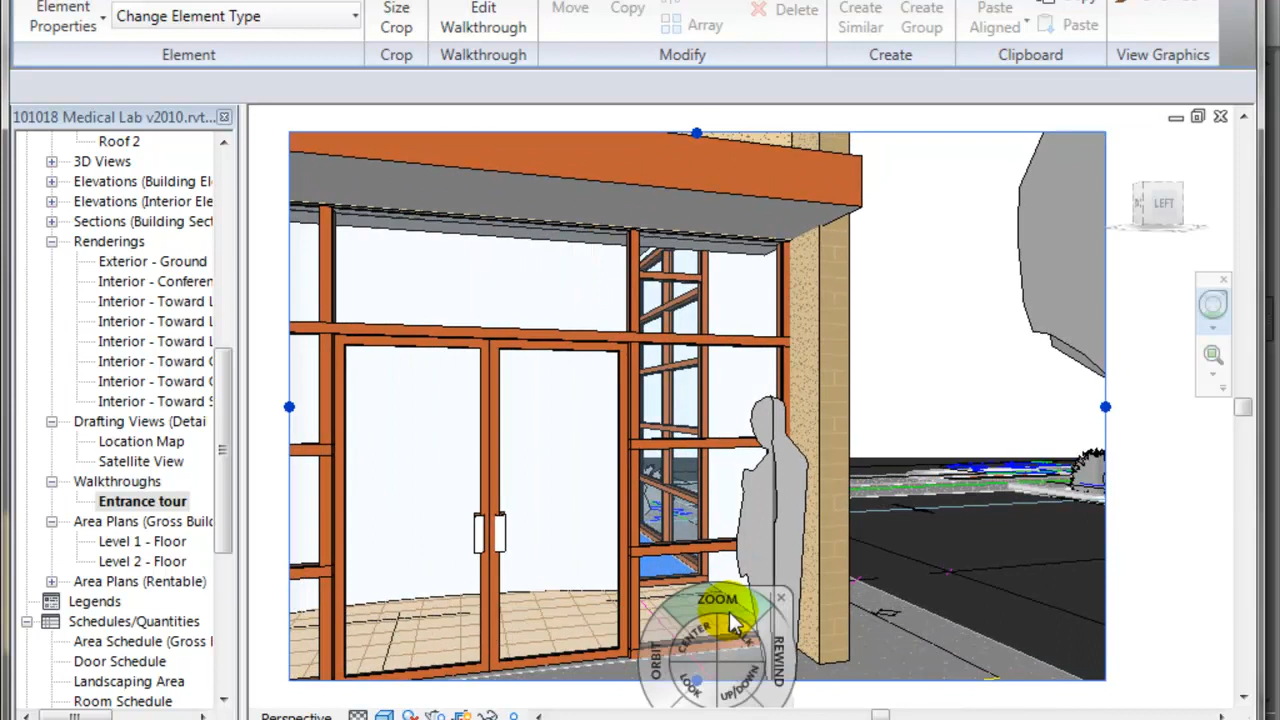 Element
Properties
Change Element Type
Size
Crop
Edit
Walkthrough
Move
Copy
Array
Delete
Create
Similar
Create
Group
Paste
Aligned
Copy
Paste
Element
Crop
Walkthrough
Modify
Create
Clipboard
View Graphics
101018 Medical Lab v2010.rvt...
Roof 2
3D Views
Elevations (Building El
Elevations (Interior Ele
Sections (Building Sect
Renderings
Exterior - Ground
Interior - Conferen
Interior - Toward L
Interior - Toward L
Interior - Toward L
Interior - Toward C
Interior - Toward C
Interior - Toward S
Drafting Views (Detai
Location Map
Satellite View
Walkthroughs
Entrance tour
Area Plans (Gross Build
Level 1 - Floor
Level 2 - Floor
Area Plans (Rentable)
Legends
Schedules/Quantities
Area Schedule (Gross I
Door Schedule
Landscaping Area
Room Schedule
LEFT
ZOOM
CENTER
WALK
ORBIT
REWIND
LOOK
UP/DOWN
Perspective